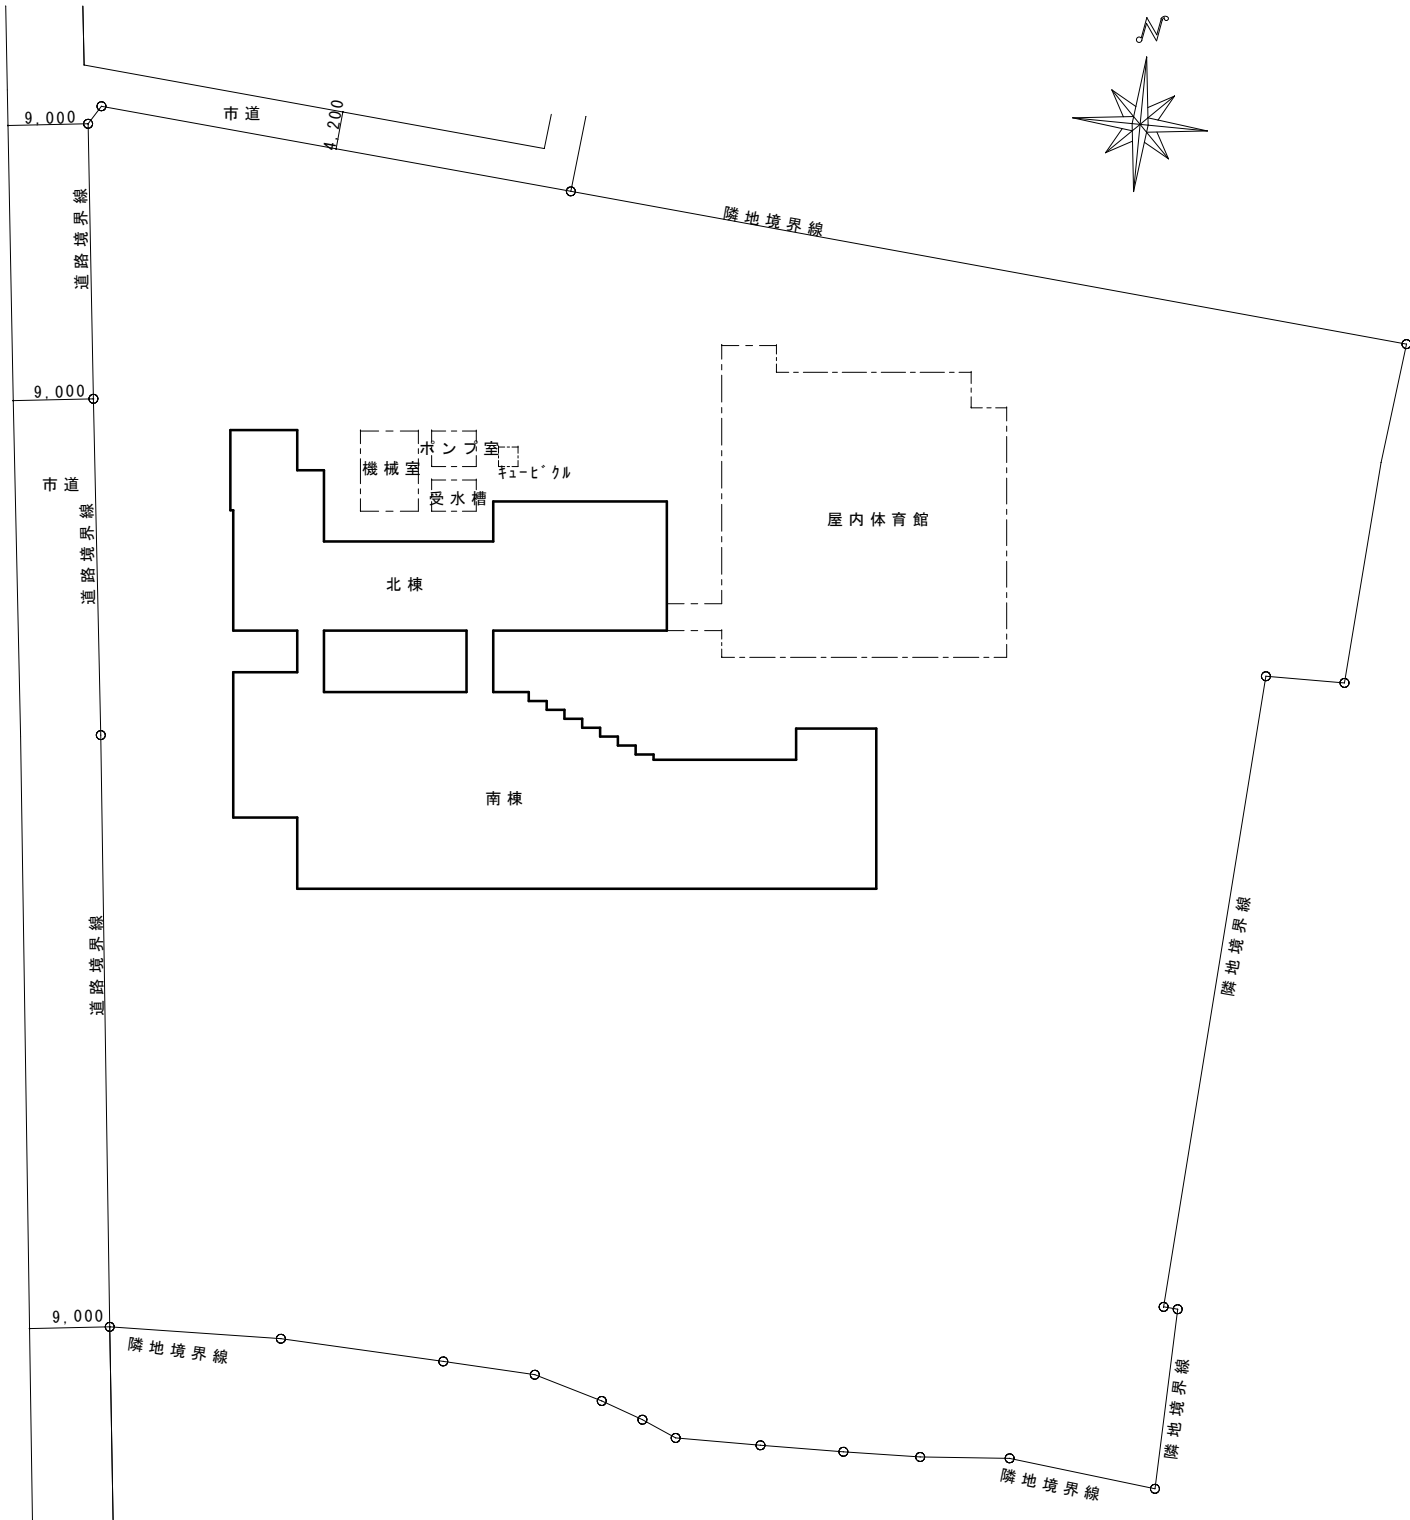 N
9,000
市道
4,200
道路境界線
隣地境界線
9,000
ポンプ室
機械室
キュービクル
市道
受水槽
屋内体育館
道路境界線
北棟
南棟
道路境界線
隣地境界線
9,000
隣地境界線
隣地境界線
隣地境界線